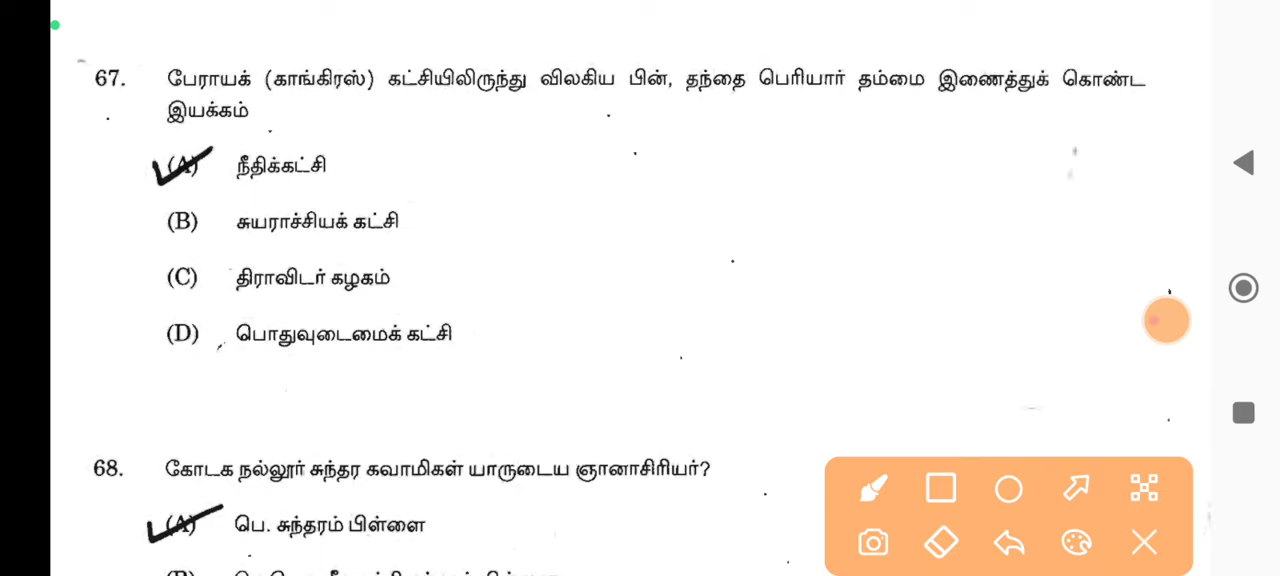 67. பேராயக் (காங்கிரஸ்) கட்சியிலிருந்து விலகிய பின், தந்தை பெரியார் தம்மை இணைத்துக் கொண்ட
இயக்கம்
(A) நீதிக்கட்சி
(B) சுயராச்சியக் கட்சி
(C) திராவிடர் கழகம்
(D) பொதுவுடைமைக் கட்சி
68. கோடக நல்லூர் சுந்தர சுவாமிகள் யாருடைய ஞானாசிரியர்?
(A) பெ. சுந்தரம் பிள்ளை